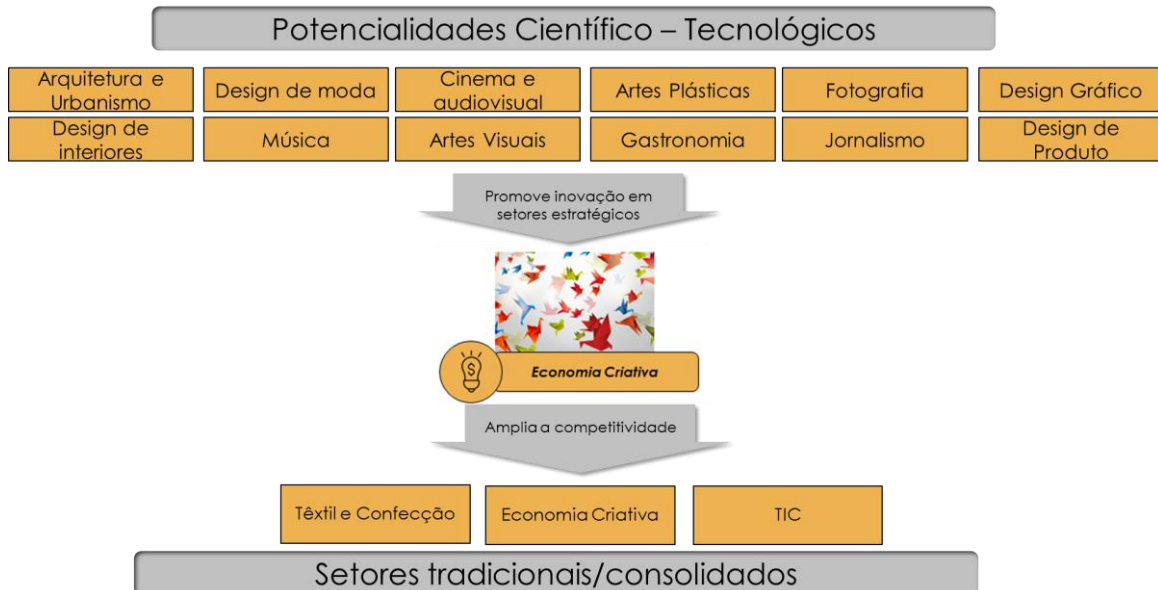 Potencialidades Científico – Tecnológicos
Arquitetura e
Urbanismo
Design de moda
Cinema e
audiovisual
Artes Plásticas
Fotografia
Design Gráfico
Design de
interiores
Música
Artes Visuais
Gastronomia
Jornalismo
Design de
Produto
Promove inovação em
setores estratégicos
$
Economia Criativa
Amplia a competitividade
Têxtil e Confecção
Economia Criativa
TIC
Setores tradicionais/consolidados